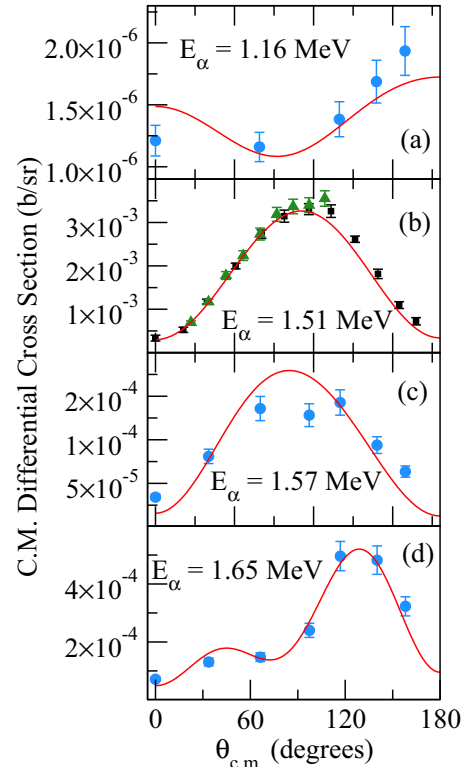 C.M. Differential Cross Section (b/sr)
2.0×10⁻⁶
1.5×10⁻⁶
1.0×10⁻⁶
E_α = 1.16 MeV
(a)
3×10⁻³
2×10⁻³
1×10⁻³
(b)
E_α = 1.51 MeV
2×10⁻⁴
1×10⁻⁴
5×10⁻⁵
(c)
E_α = 1.57 MeV
4×10⁻⁴
2×10⁻⁴
E_α = 1.65 MeV
(d)
0 60 120 180
θ_c.m. (degrees)